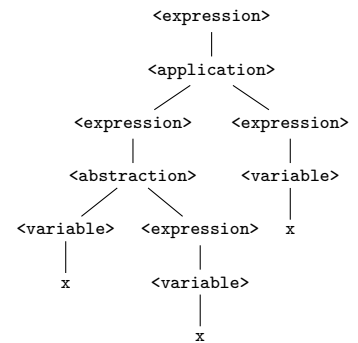 <expression>
<application>
<expression> <expression>
<abstraction> <variable>
<variable> <expression> x
x <variable>
x